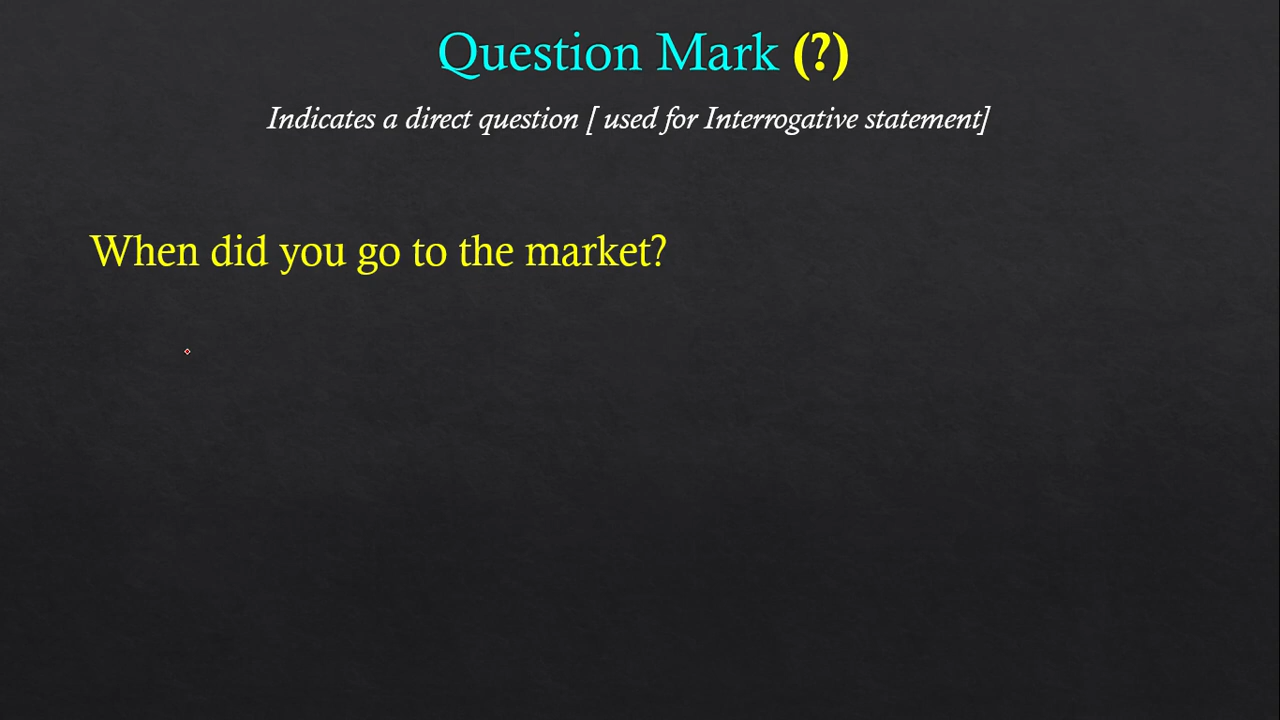 Question Mark (?)
Indicates a direct question [ used for Interrogative statement]
When did you go to the market?